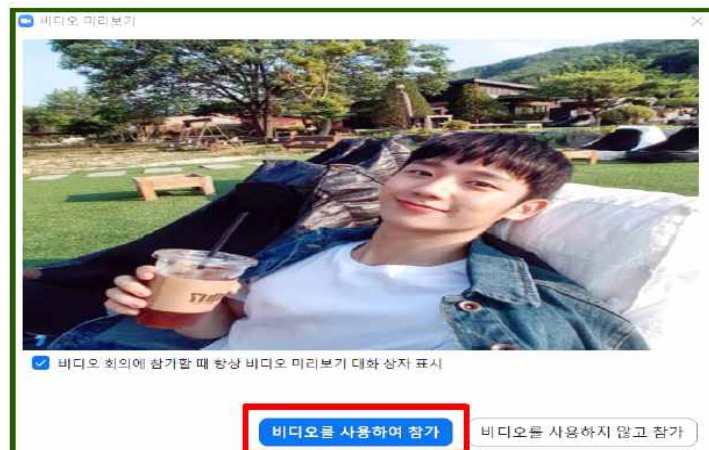 비디오 미리보기
비디오 회의에 참가할 때 항상 비디오 미리보기 대화 상자 표시
비디오를 사용하여 참가
비디오를 사용하지 않고 참가